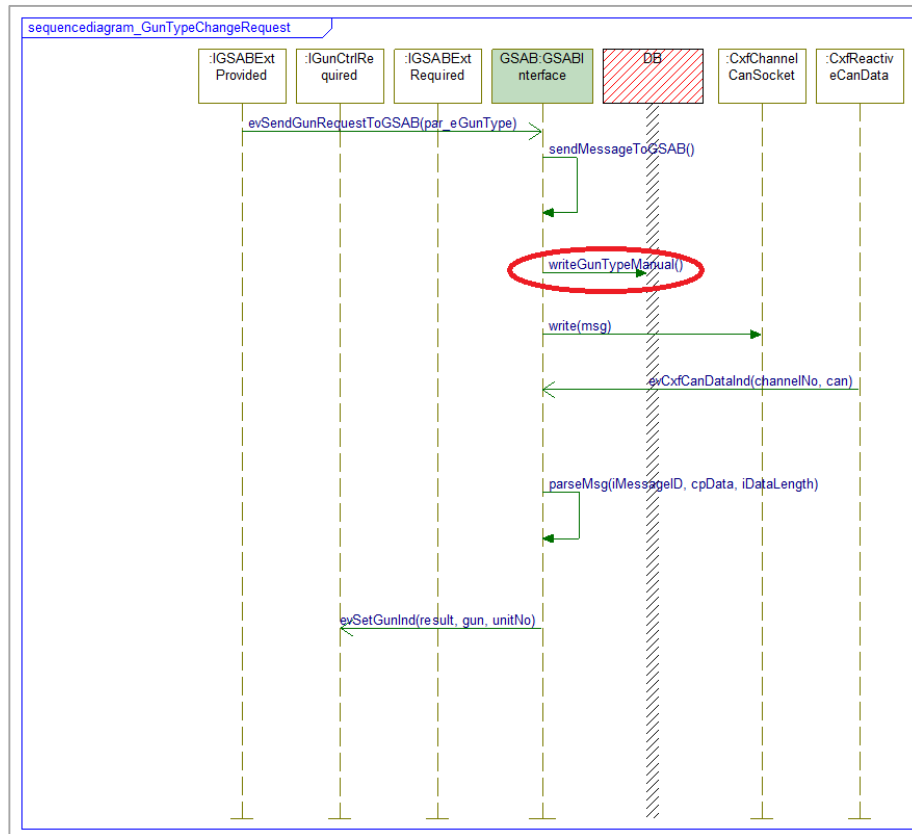 sequencediagram_GunTypeChangeRequest
:IGSABExt
Provided
:IGunCtrlRe
quired
:IGSABExt
Required
GSAB:GSABI
nterface
DB
:CxfChannel
CanSocket
:CxfReactiv
eCanData
evSendGunRequestToGSAB(par_eGunType)
sendMessageToGSAB()
writeGunTypeManual()
write(msg)
evCxfCanDataInd(channelNo, can)
parseMsg(iMessageID, cpData, iDataLength)
evSetGunInd(result, gun, unitNo)